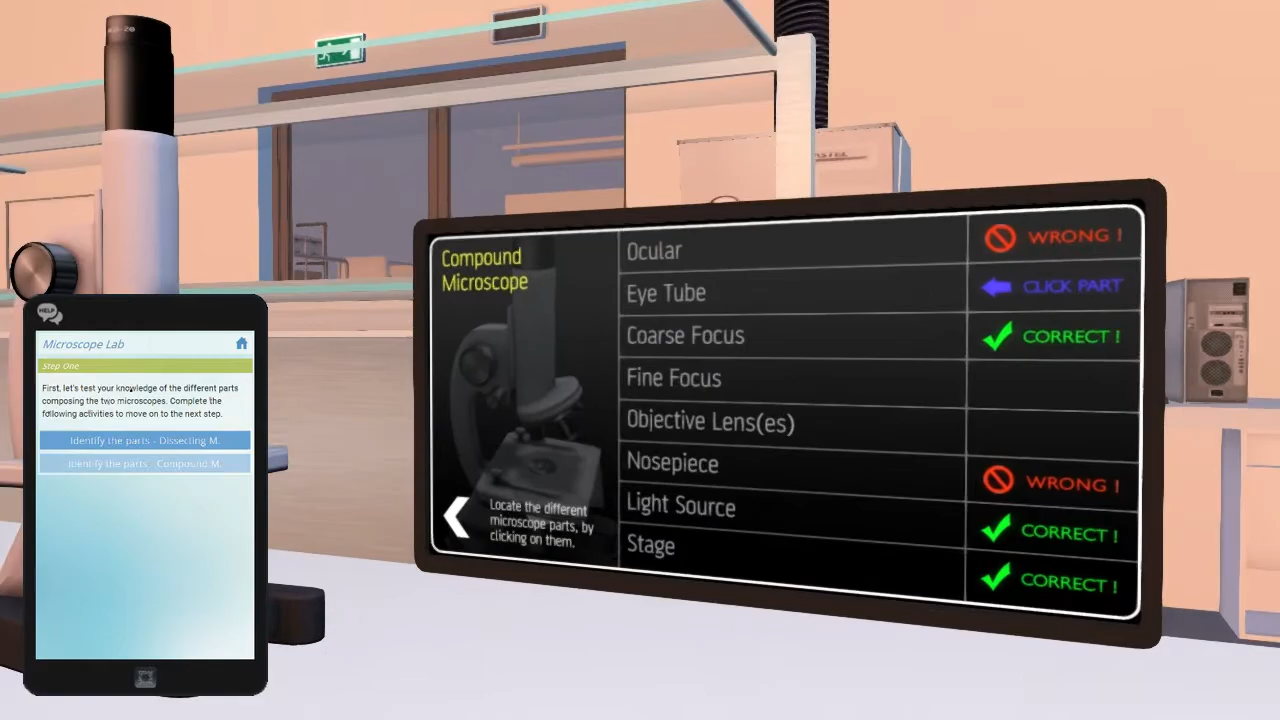 HELP
Microscope Lab
Step One
First, let's test your knowledge of the different parts
composing the two microscopes. Complete the
following activities to move on to the next step.
Identify the parts - Dissecting M.
Identify the parts - Compound M.
Compound
Microscope
Locate the different
microscope parts, by
clicking on them.
Ocular WRONG !
Eye Tube CLICK PART
Coarse Focus CORRECT !
Fine Focus
Objective Lens(es)
Nosepiece WRONG !
Light Source CORRECT !
Stage CORRECT !